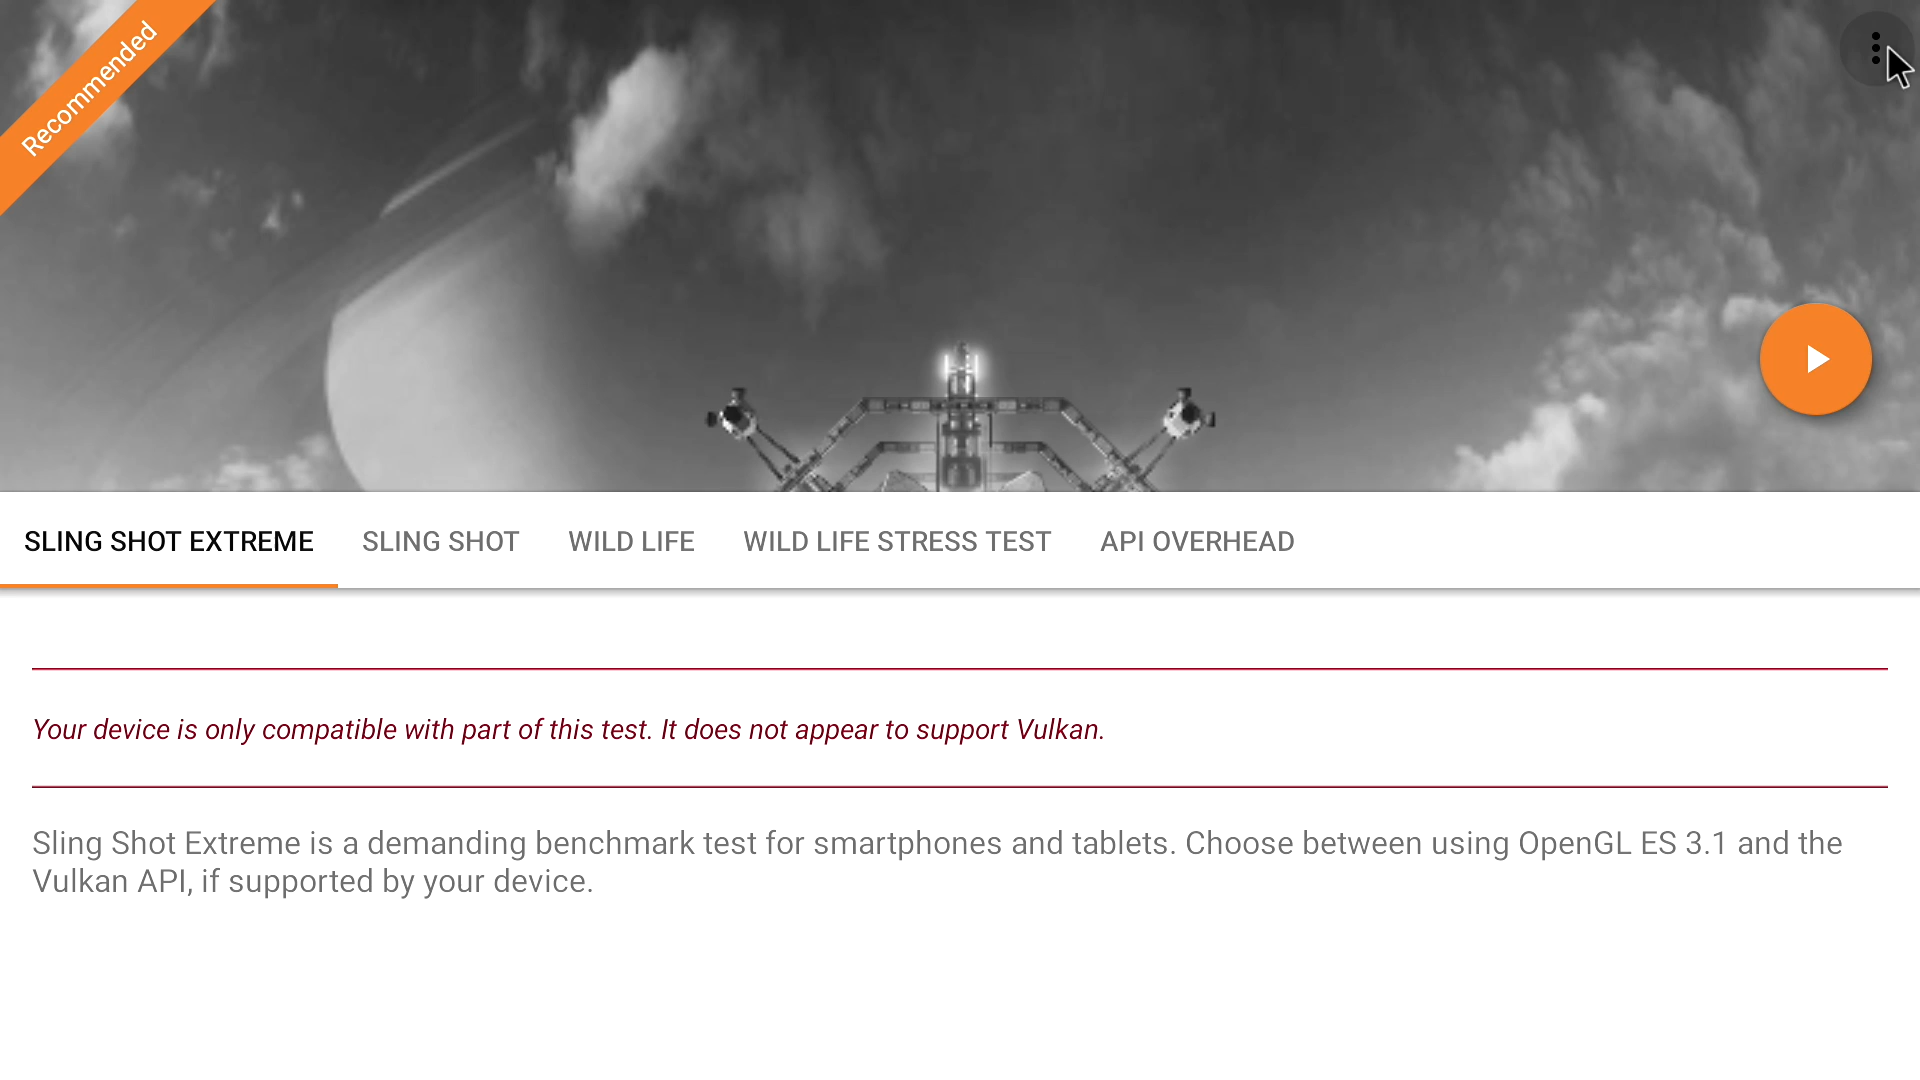 Recommended
SLING SHOT EXTREME
SLING SHOT
WILD LIFE
WILD LIFE STRESS TEST
API OVERHEAD
Your device is only compatible with part of this test. It does not appear to support Vulkan.
Sling Shot Extreme is a demanding benchmark test for smartphones and tablets. Choose between using OpenGL ES 3.1 and the
Vulkan API, if supported by your device.